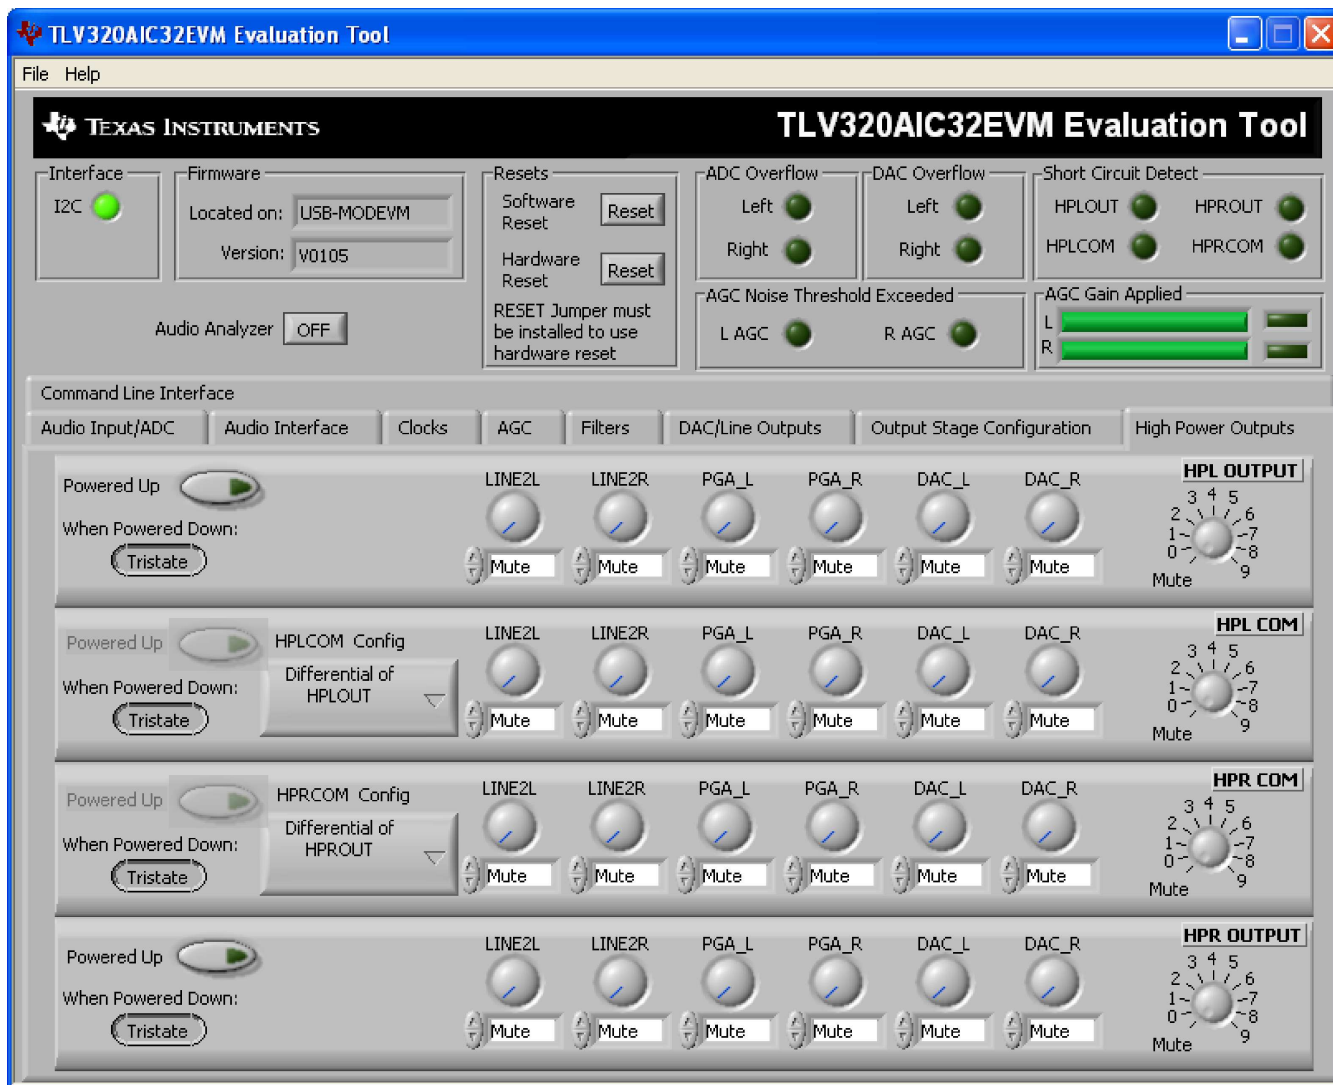 TLV320AIC32EVM Evaluation Tool
File Help
TEXAS INSTRUMENTS
TLV320AIC32EVM Evaluation Tool
Interface
I2C
Firmware
Located on: USB-MODEVM
Version: V0105
Audio Analyzer OFF
Resets
Software Reset Reset
Hardware Reset Reset
RESET Jumper must
be installed to use
hardware reset
ADC Overflow
Left
Right
DAC Overflow
Left
Right
Short Circuit Detect
HPLOUT HPROUT
HPLCOM HPRCOM
AGC Noise Threshold Exceeded
L AGC R AGC
AGC Gain Applied
L
R
Command Line Interface
Audio Input/ADC Audio Interface Clocks AGC Filters DAC/Line Outputs Output Stage Configuration High Power Outputs
Powered Up
When Powered Down:
Tristate
LINE2L LINE2R PGA_L PGA_R DAC_L DAC_R
Mute Mute Mute Mute Mute Mute
HPL OUTPUT
Mute 0 1 2 3 4 5 6 7 8 9
Powered Up
When Powered Down:
Tristate
HPLCOM Config
Differential of
HPLOUT
LINE2L LINE2R PGA_L PGA_R DAC_L DAC_R
Mute Mute Mute Mute Mute Mute
HPL COM
Mute 0 1 2 3 4 5 6 7 8 9
Powered Up
When Powered Down:
Tristate
HPRCOM Config
Differential of
HPROUT
LINE2L LINE2R PGA_L PGA_R DAC_L DAC_R
Mute Mute Mute Mute Mute Mute
HPR COM
Mute 0 1 2 3 4 5 6 7 8 9
Powered Up
When Powered Down:
Tristate
LINE2L LINE2R PGA_L PGA_R DAC_L DAC_R
Mute Mute Mute Mute Mute Mute
HPR OUTPUT
Mute 0 1 2 3 4 5 6 7 8 9